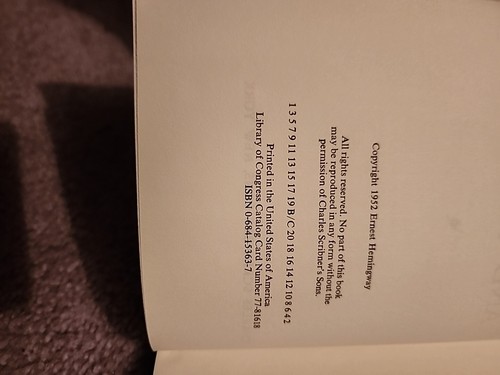 Copyright 1952 Ernest Hemingway
All rights reserved. No part of this book
may be reproduced in any form without the
permission of Charles Scribner's Sons.
1 3 5 7 9 11 13 15 17 19 B/C 20 18 16 14 12 10 8 6 4 2
Printed in the United States of America
Library of Congress Catalog Card Number 77-81618
ISBN 0-684-15363-7